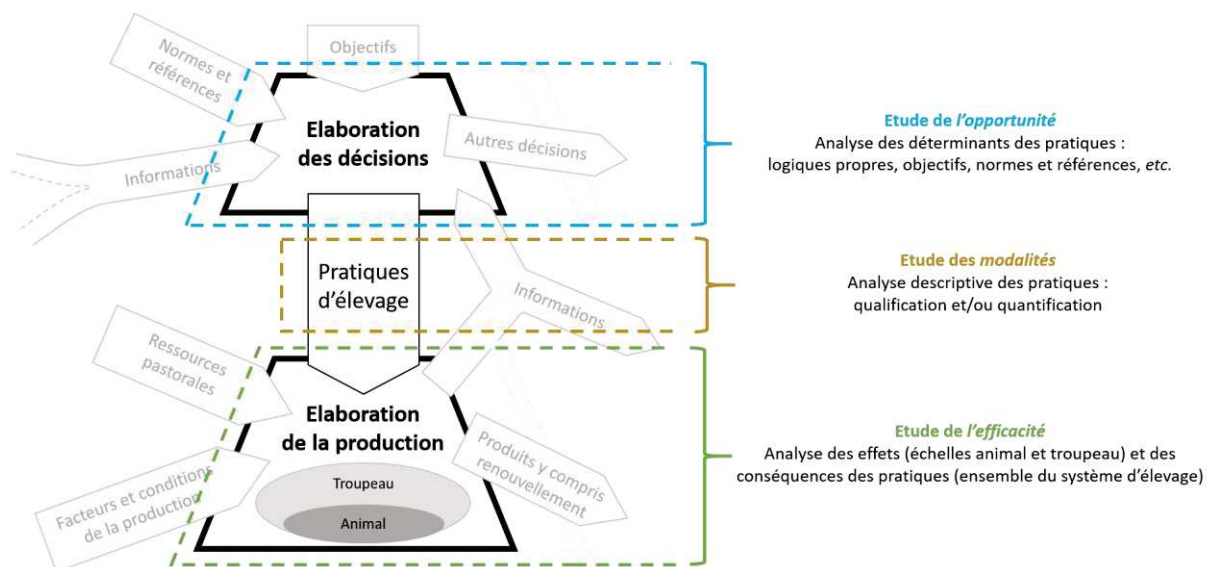 Normes et
références
Objectifs
Informations
Elaboration
des décisions
Autres décisions
Pratiques
d'élevage
Informations
Ressources
pastorales
Facteurs et conditions
de la production
Elaboration
de la production
Troupeau
Animal
Produits y compris
renouvellement
Etude de l'opportunité
Analyse des déterminants des pratiques :
logiques propres, objectifs, normes et références, etc.
Etude des modalités
Analyse descriptive des pratiques :
qualification et/ou quantification
Etude de l'efficacité
Analyse des effets (échelles animal et troupeau) et des
conséquences des pratiques (ensemble du système d'élevage)